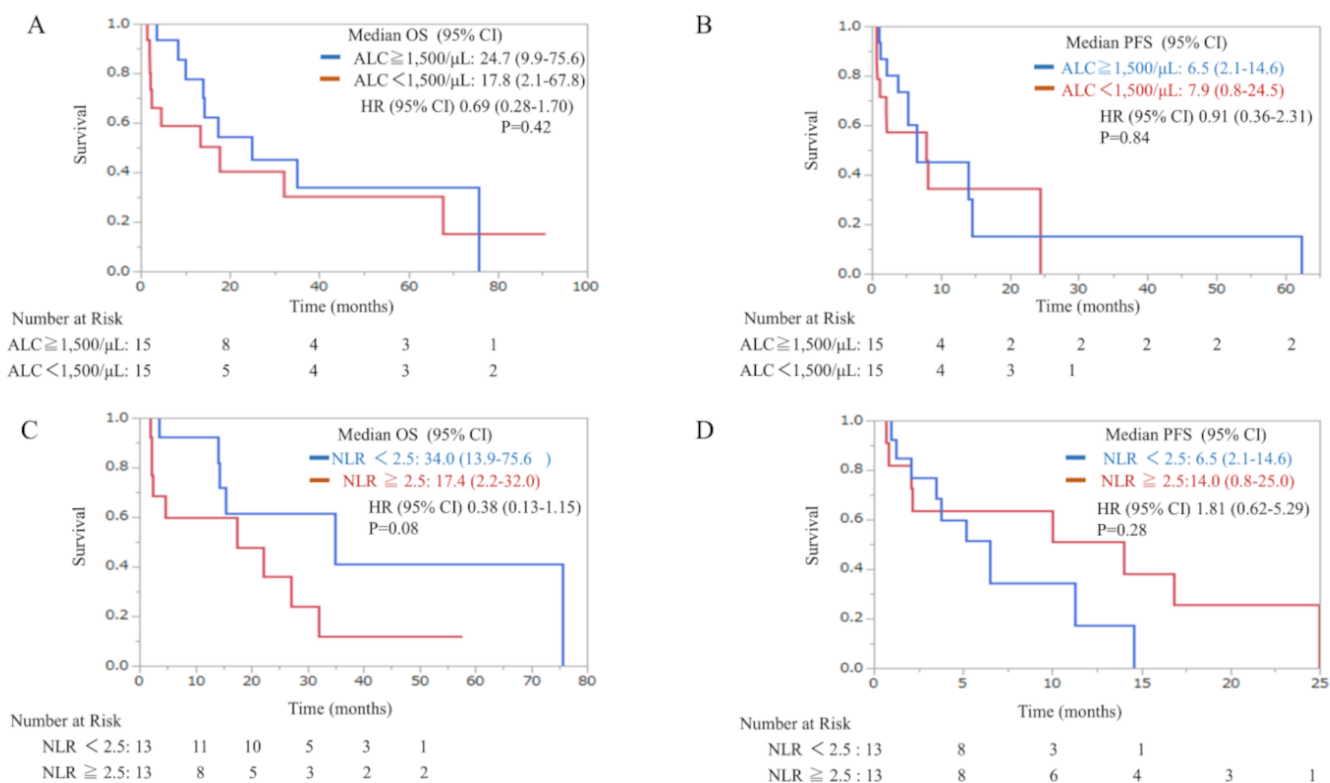 A
Median OS (95% CI)
ALC≧1,500/μL: 24.7 (9.9-75.6)
ALC<1,500/μL: 17.8 (2.1-67.8)
HR (95% CI) 0.69 (0.28-1.70)
P=0.42
Survival
1.0
0.8
0.6
0.4
0.2
0.0
0 20 40 60 80 100
Time (months)
Number at Risk
ALC≧1,500/μL: 15 8 4 3 1
ALC<1,500/μL: 15 5 4 3 2
B
Median PFS (95% CI)
ALC≧1,500/μL: 6.5 (2.1-14.6)
ALC<1,500/μL: 7.9 (0.8-24.5)
HR (95% CI) 0.91 (0.36-2.31)
P=0.84
Survival
1.0
0.8
0.6
0.4
0.2
0.0
0 10 20 30 40 50 60
Time (months)
Number at Risk
ALC≧1,500/μL: 15 4 2 2 2 2 2
ALC<1,500/μL: 15 4 3 1
C
Median OS (95% CI)
NLR < 2.5: 34.0 (13.9-75.6 )
NLR ≧ 2.5: 17.4 (2.2-32.0)
HR (95% CI) 0.38 (0.13-1.15)
P=0.08
Survival
1.0
0.8
0.6
0.4
0.2
0.0
0 10 20 30 40 50 60 70 80
Time (months)
Number at Risk
NLR < 2.5: 13 11 10 5 3 1
NLR ≧ 2.5: 13 8 5 3 2 2
D
Median PFS (95% CI)
NLR < 2.5: 6.5 (2.1-14.6)
NLR ≧ 2.5:14.0 (0.8-25.0)
HR (95% CI) 1.81 (0.62-5.29)
P=0.28
Survival
1.0
0.8
0.6
0.4
0.2
0.0
0 5 10 15 20 25
Time (months)
Number at Risk
NLR < 2.5 : 13 8 3 1
NLR ≧ 2.5: 13 8 6 4 3 1